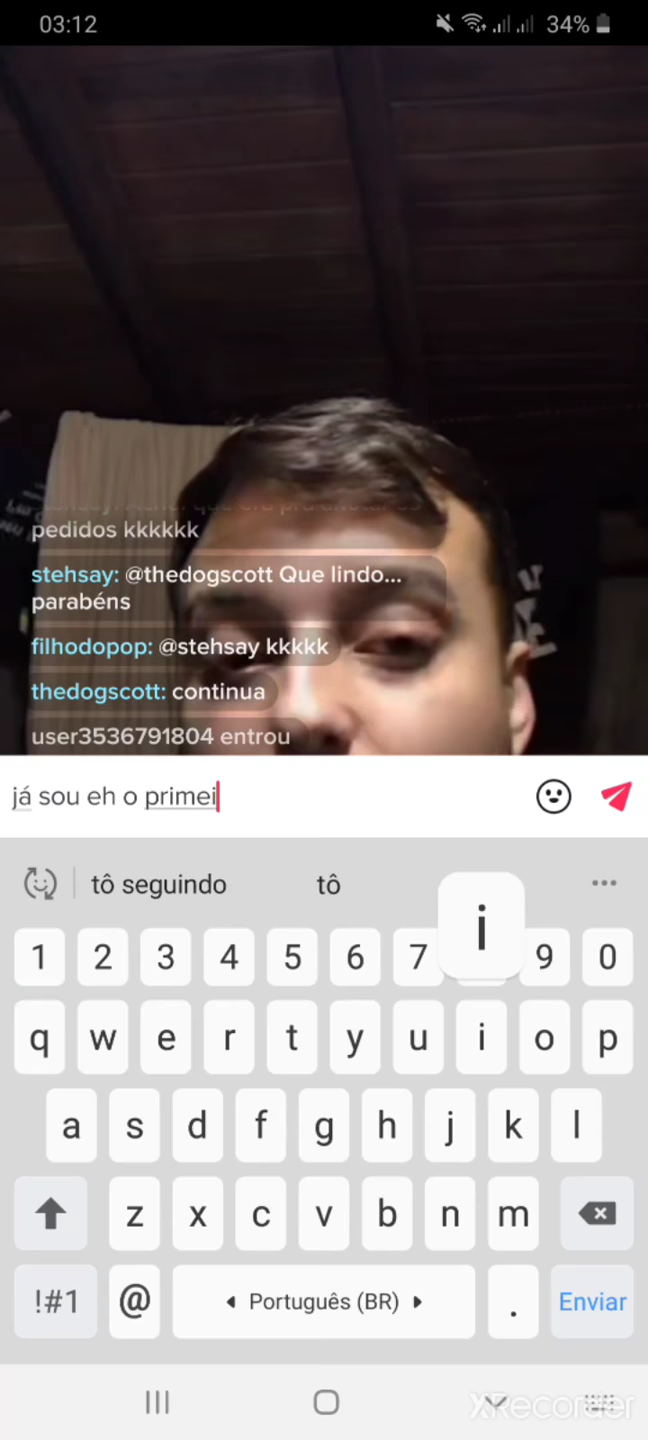 03:12
34%
pedidos kkkkkk
stehsay: @thedogscott Que lindo...
parabéns
filhodopop: @stehsay kkkkk
thedogscott: continua
user3536791804 entrou
já sou eh o primei
tô seguindo tô
i
1 2 3 4 5 6 7 9 0
q w e r t y u i o p
a s d f g h j k l
z x c v b n m
!#1 @ Português (BR) . Enviar
XRecorder